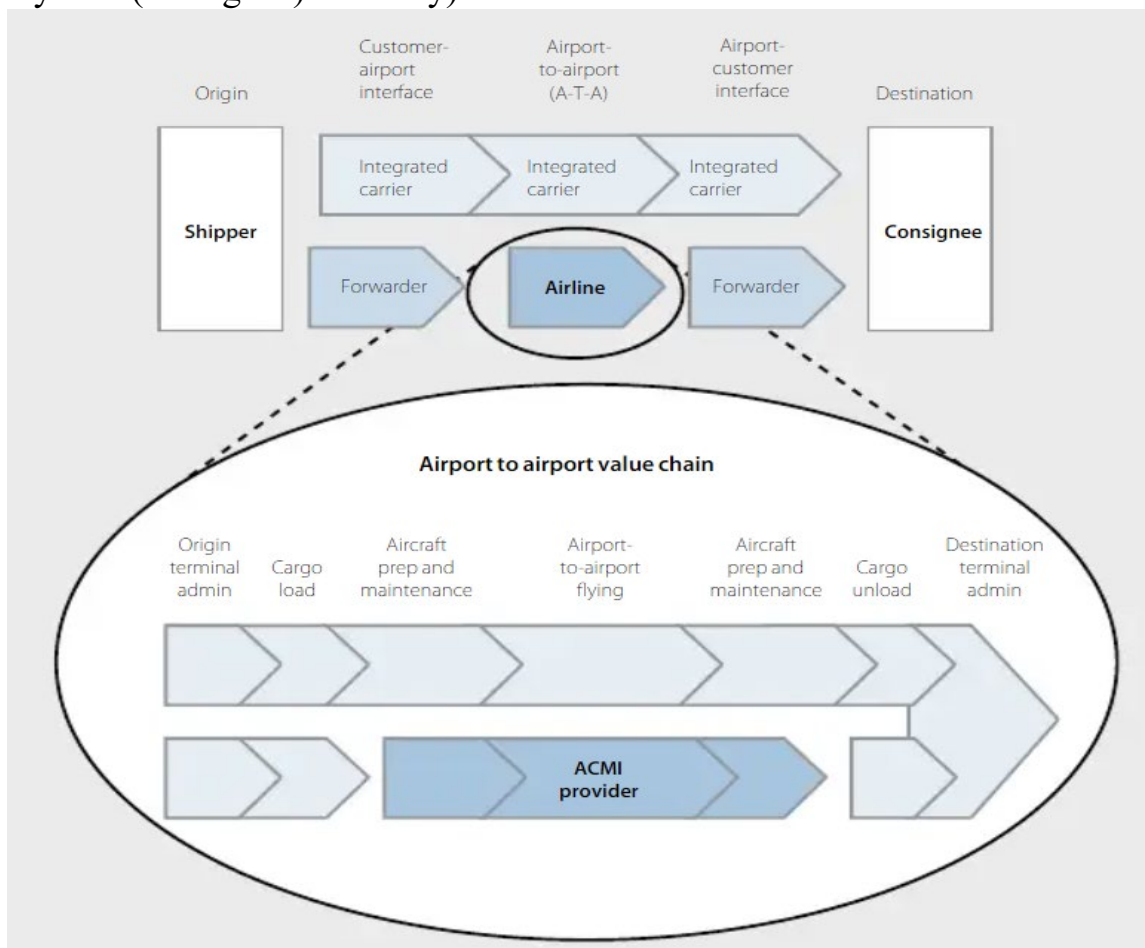 Customer-
airport
interface
Airport-
to-airport
(A-T-A)
Airport-
customer
interface
Origin
Destination
Integrated
carrier
Integrated
carrier
Integrated
carrier
Shipper
Consignee
Forwarder
Airline
Forwarder
Airport to airport value chain
Origin
terminal
admin
Cargo
load
Aircraft
prep and
maintenance
Airport-
to-airport
flying
Aircraft
prep and
maintenance
Cargo
unload
Destination
terminal
admin
ACMI
provider